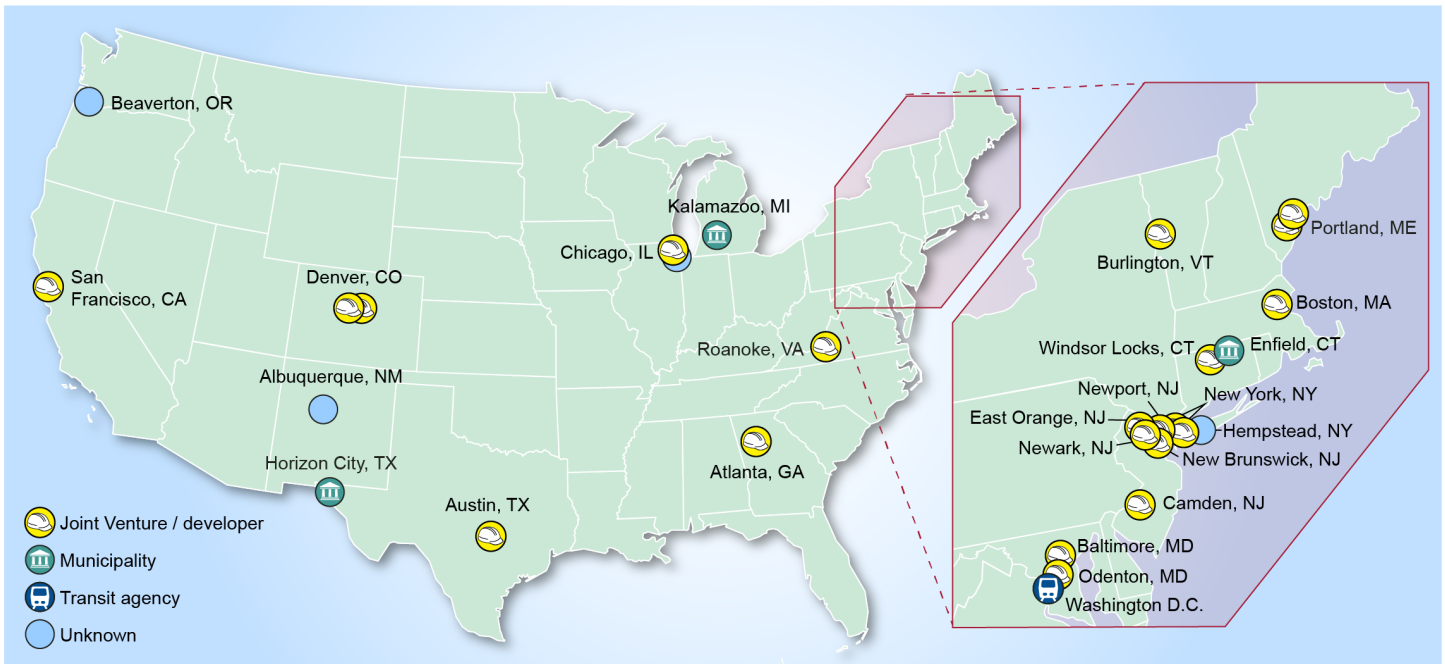 Beaverton, OR
Kalamazoo, MI
Chicago, IL
San
Francisco, CA
Denver, CO
Roanoke, VA
Albuquerque, NM
Horizon City, TX
Atlanta, GA
Austin, TX
Joint Venture / developer
Municipality
Transit agency
Unknown
Portland, ME
Burlington, VT
Boston, MA
Windsor Locks, CT
Enfield, CT
Newport, NJ
New York, NY
East Orange, NJ
Hempstead, NY
Newark, NJ
New Brunswick, NJ
Camden, NJ
Baltimore, MD
Odenton, MD
Washington D.C.